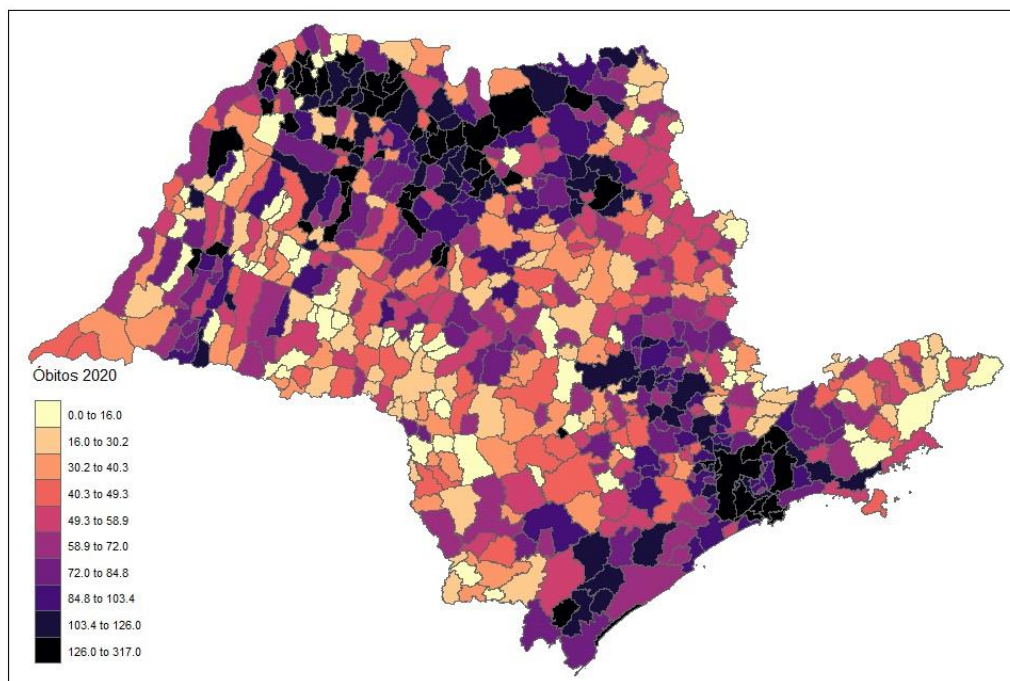 Óbitos 2020
0.0 to 16.0
16.0 to 30.2
30.2 to 40.3
40.3 to 49.3
49.3 to 58.9
58.9 to 72.0
72.0 to 84.8
84.8 to 103.4
103.4 to 126.0
126.0 to 317.0